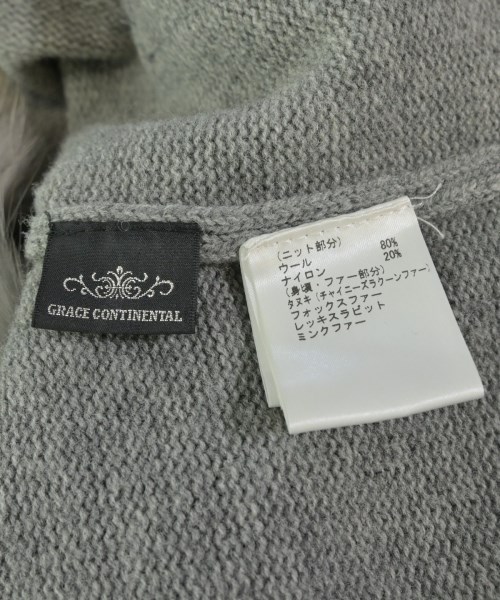 GRACE CONTINENTAL
(ニット部分)
ウール 80%
ナイロン 20%
(身頃・ファー部分)
タヌキ(チャイニーズラクーンファー)
フォックスファー
レッキスラビット
ミンクファー